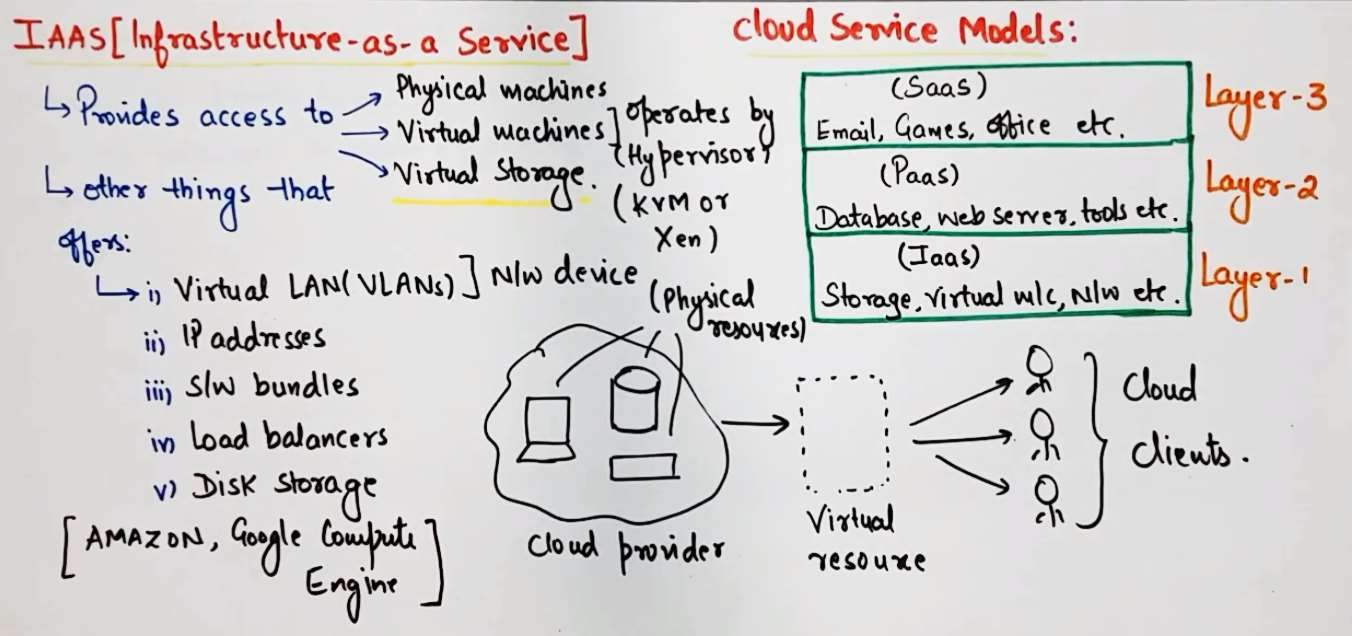 IAAS [Infrastructure-as-a Service]
↳ Provides access to
→ Physical machines
→ Virtual machines
→ Virtual Storage.
] operates by
(Hypervisor)
(KVM or
Xen)
↳ other things that
offers:
↳ i) Virtual LAN (VLANs) ] N/w device
ii) IP addresses
iii) S/w bundles
iv) Load balancers
v) Disk storage
[AMAZON, Google Compute
Engine]
Cloud Service Models:
(SaaS)
Email, Games, office etc.
Layer-3
(Paas)
Database, web server, tools etc.
Layer-2
(Iaas)
Storage, virtual m/c, N/w etc.
Layer-1
(Physical
resources)
Cloud provider
Virtual
resource
Cloud
clients.